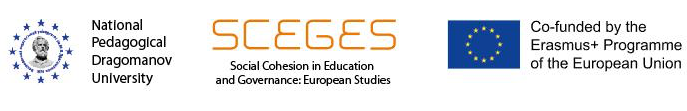 National
Pedagogical
Dragomanov
University
SCEGES
Social Cohesion in Education
and Governance: European Studies
Co-funded by the
Erasmus+ Programme
of the European Union